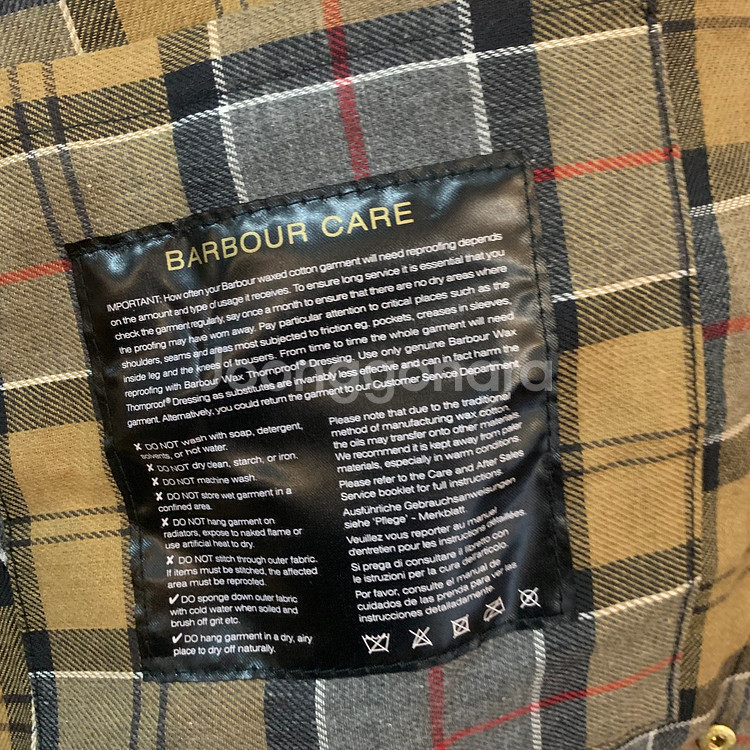 BARBOUR CARE
IMPORTANT: How often your Barbour waxed cotton garment will need reproofing depends
on the amount and type of usage it receives. To ensure long service it is essential that you
check the garment regularly, say once a month to ensure that there are no dry areas where
the proofing may have worn away. Pay particular attention to critical places such as the
shoulders, seams and areas most subjected to friction eg. pockets, creases in sleeves,
inside leg and the knees of trousers. From time to time the whole garment will need
reproofing with Barbour Wax Thornproof Dressing. Use only genuine Barbour Wax
Thornproof® Dressing as substitutes are invariably less effective and can in fact harm the
garment. Alternatively, you could return the garment to our Customer Service Department
Joonggonara
✘ DO NOT wash with soap, detergent,
solvents, or hot water.
✘ DO NOT dry clean, starch, or iron.
✘ DO NOT machine wash.
✘ DO NOT store wet garment in a
confined area.
✘ DO NOT hang garment on
radiators, expose to naked flame or
use artificial heat to dry.
✘ DO NOT stitch through outer fabric.
If items must be stitched, the affected
area must be reproofed.
✔ DO sponge down outer fabric
with cold water when soiled and
brush off grit etc.
✔ DO hang garment in a dry, airy
place to dry off naturally.
Please note that due to the traditional
method of manufacturing wax cotton,
the oils may transfer onto other materials.
We recommend it is kept away from paler
materials, especially in warm conditions.
Please refer to the Care and After Sales
Service booklet for full instructions.
Ausführliche Gebrauchsanweisungen
siehe 'Pflege' - Merkblatt
Veuillez vous reporter au manuel
d'entretien pour les instructions détaillées.
Si prega di consultare il libretto con
le istruzioni per la cura dell'articolo.
Por favor, consulte el manual de
cuidados de las prenda para ver las
instrucciones detalladamente.